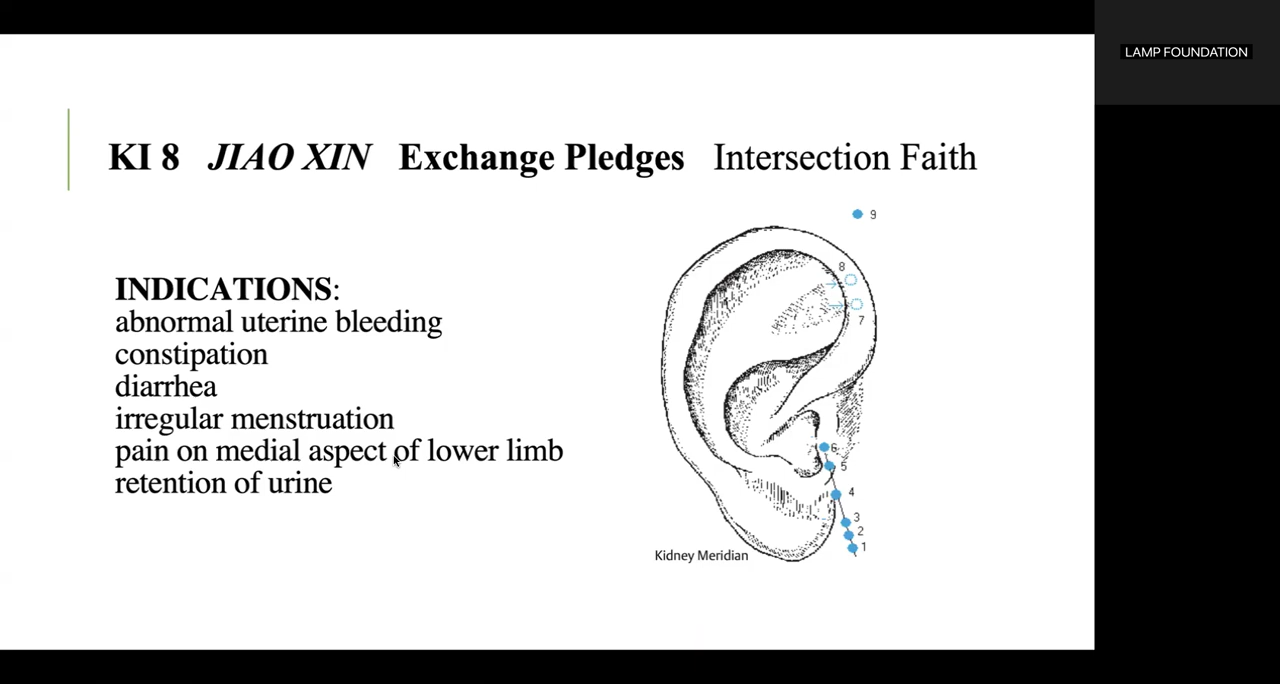 LAMP FOUNDATION
KI 8 JIAO XIN Exchange Pledges Intersection Faith
INDICATIONS:
abnormal uterine bleeding
constipation
diarrhea
irregular menstruation
pain on medial aspect of lower limb
retention of urine
9
8
7
6
5
4
3
2
1
Kidney Meridian